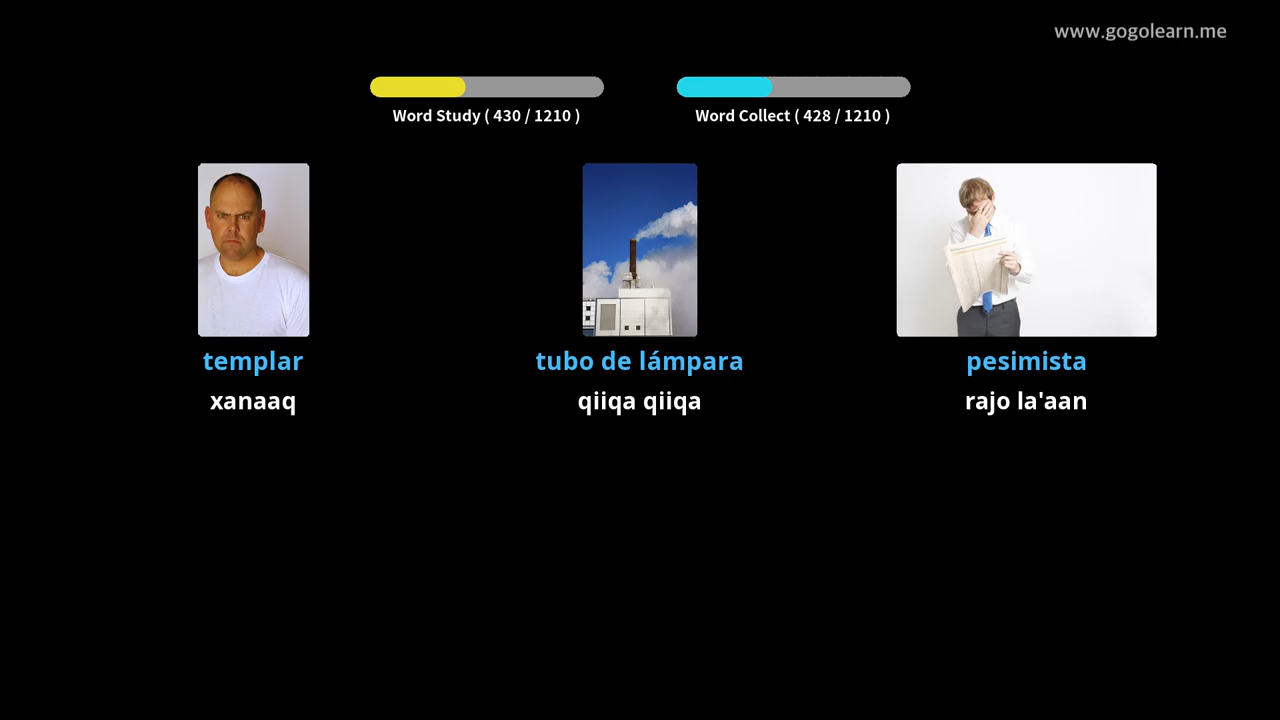 www.gogolearn.me
Word Study ( 430 / 1210 )
Word Collect ( 428 / 1210 )
templar
tubo de lámpara
pesimista
xanaaq
qiiqa qiiqa
rajo la'aan